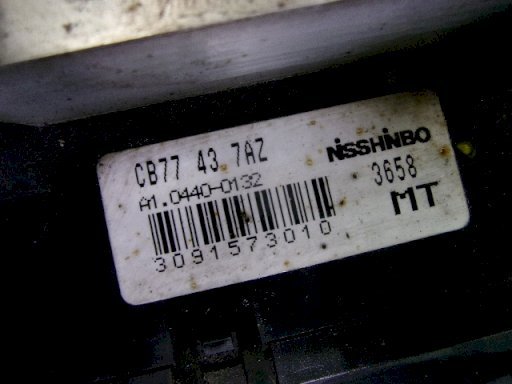 CB77 43 7AZ NiSSHiNBO
A1.0440-0132 3658
MT
3091573010